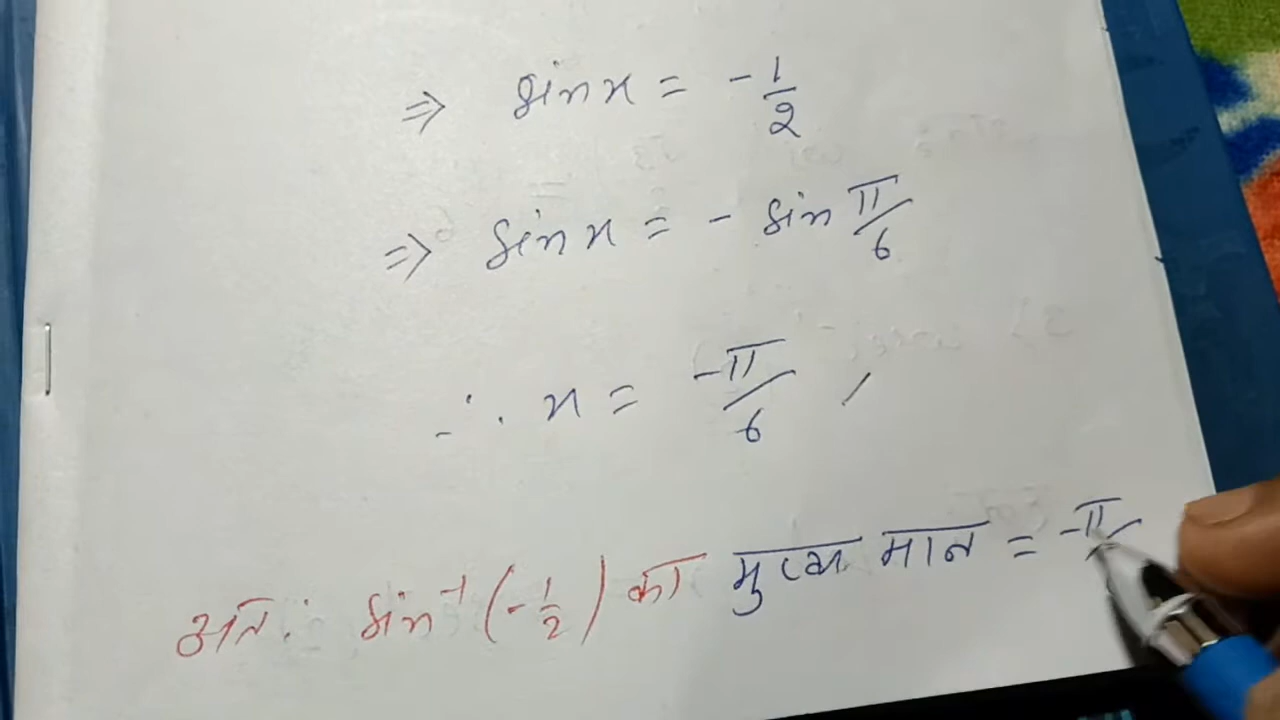 ⇒ sin x = -1/2
⇒ sin x = - sin π/6
∴ x = -π/6 ,
अतः sin⁻¹ (-1/2) का मुख्य मान = -π/